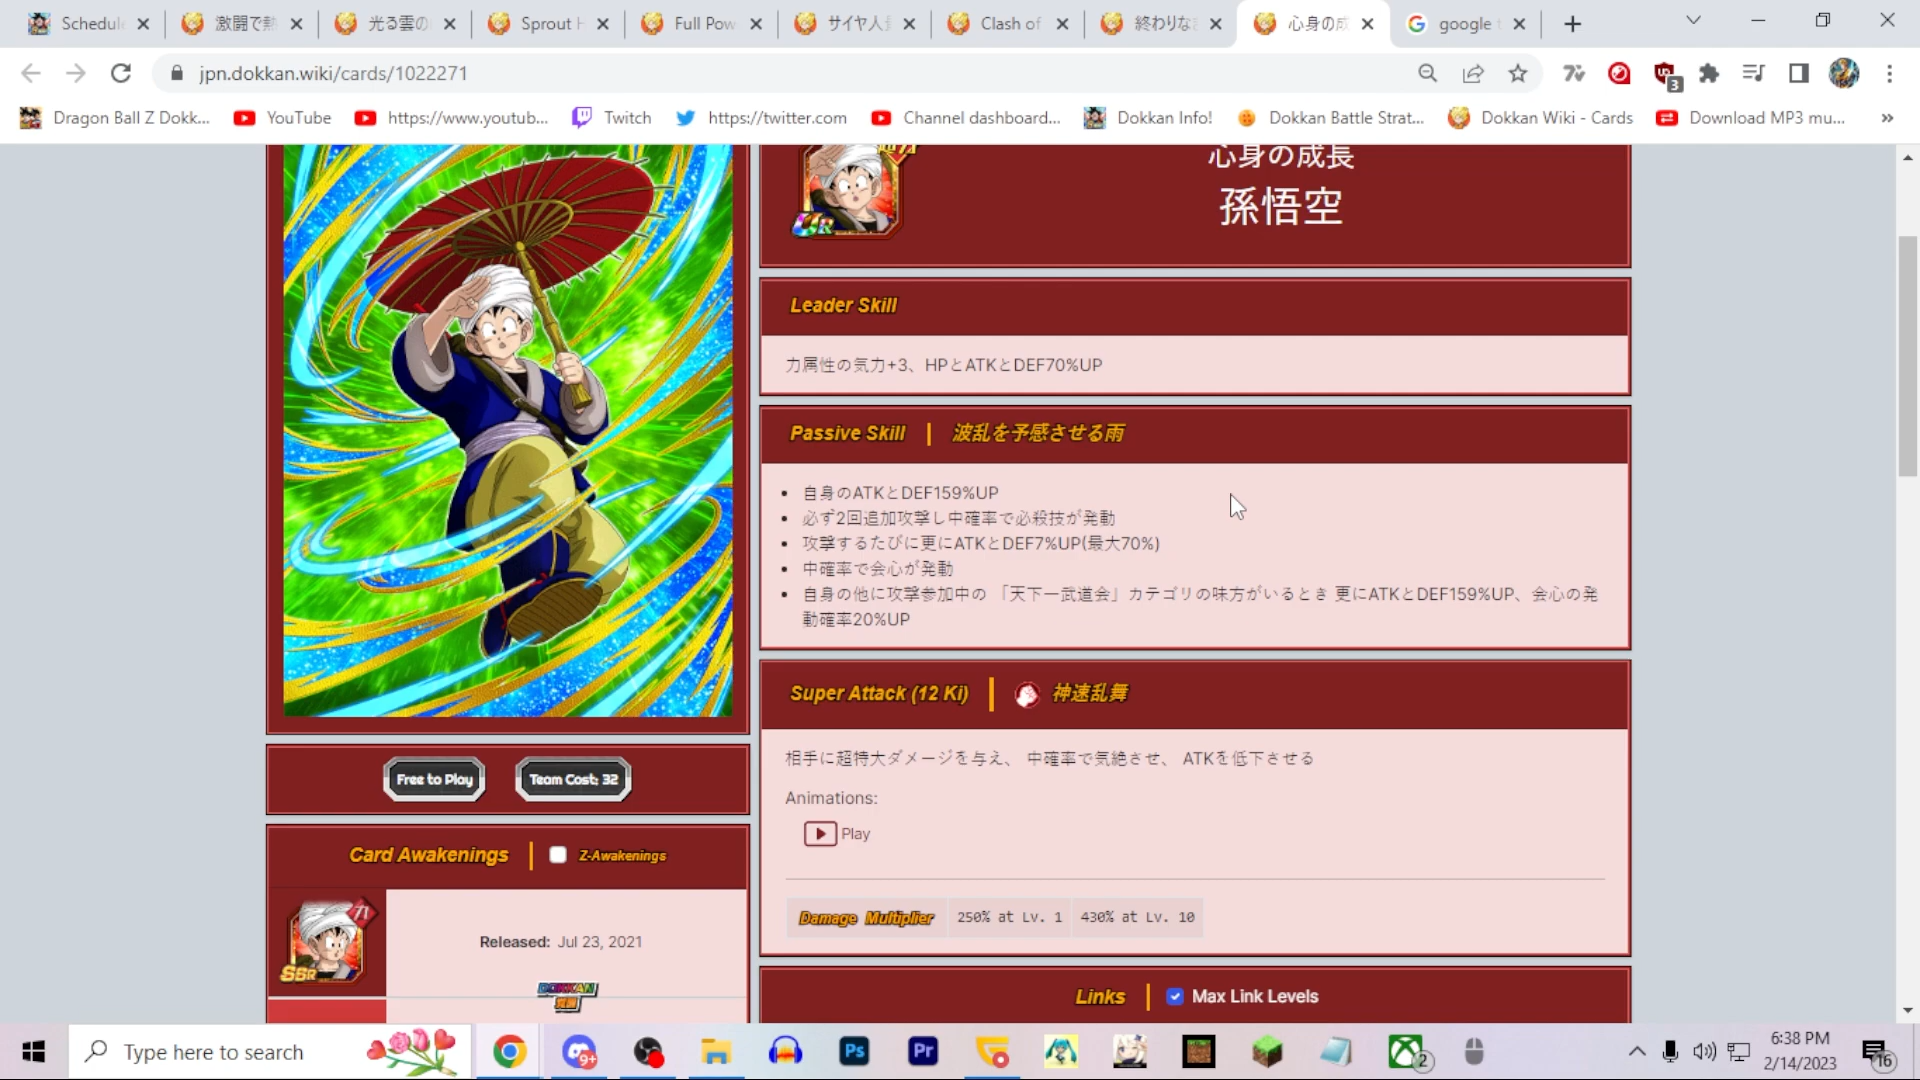 Schedul
激闘で熱
光る雲の
Sprout H
Full Pow
サイヤ人
Clash of
終わりな
心身の成
google t
jpn.dokkan.wiki/cards/1022271
3
Dragon Ball Z Dokk...
YouTube
https://www.youtub...
Twitch
https://twitter.com
Channel dashboard...
Dokkan Info!
Dokkan Battle Strat...
Dokkan Wiki - Cards
Download MP3 mu...
»
心身の成長
UR
孫悟空
Leader Skill
力属性の気力+3、HPとATKとDEF70%UP
Passive Skill
波乱を予感させる雨
自身のATKとDEF159%UP
必ず2回追加攻撃し中確率で必殺技が発動
攻撃するたびに更にATKとDEF7%UP(最大70%)
中確率で会心が発動
自身の他に攻撃参加中の 「天下一武道会」カテゴリの味方がいるとき 更にATKとDEF159%UP、会心の発
動確率20%UP
Super Attack (12 Ki)
神速乱舞
相手に超特大ダメージを与え、 中確率で気絶させ、 ATKを低下させる
Animations:
Play
Damage Multiplier
250% at Lv. 1
430% at Lv. 10
Links
Max Link Levels
Free to Play
Team Cost: 32
Card Awakenings
Z-Awakenings
力
SSR
Released: Jul 23, 2021
DOKKAN
覚醒
Type here to search
9+
Ps
Pr
2
6:38 PM
2/14/2023
16